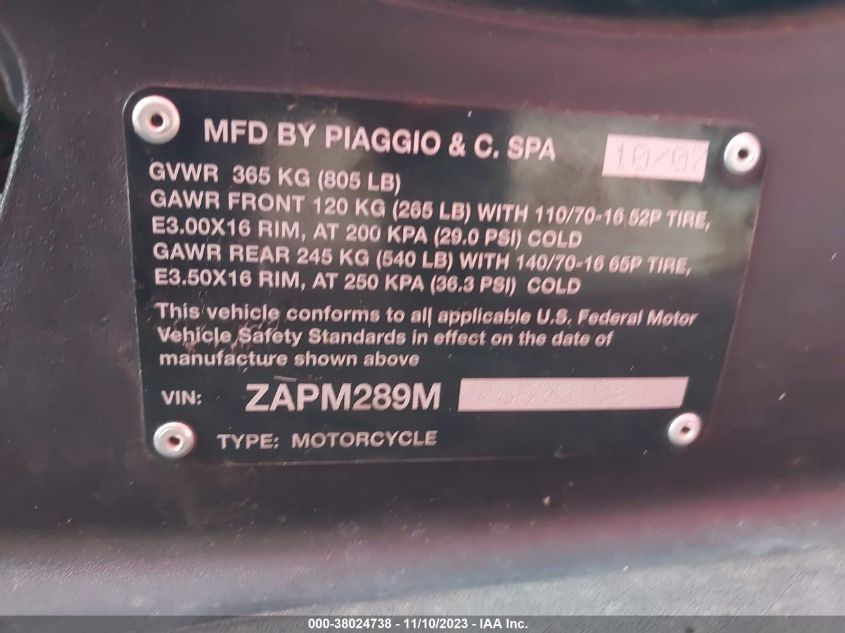 MFD BY PIAGGIO & C. SPA 10/07
GVWR 365 KG (805 LB)
GAWR FRONT 120 KG (265 LB) WITH 110/70-16 52P TIRE,
E3.00X16 RIM, AT 200 KPA (29.0 PSI) COLD
GAWR REAR 245 KG (540 LB) WITH 140/70-16 65P TIRE,
E3.50X16 RIM, AT 250 KPA (36.3 PSI) COLD
This vehicle conforms to all applicable U.S. Federal Motor
Vehicle Safety Standards in effect on the date of
manufacture shown above
VIN: ZAPM289M
TYPE: MOTORCYCLE
000-38024738 - 11/10/2023 - IAA Inc.